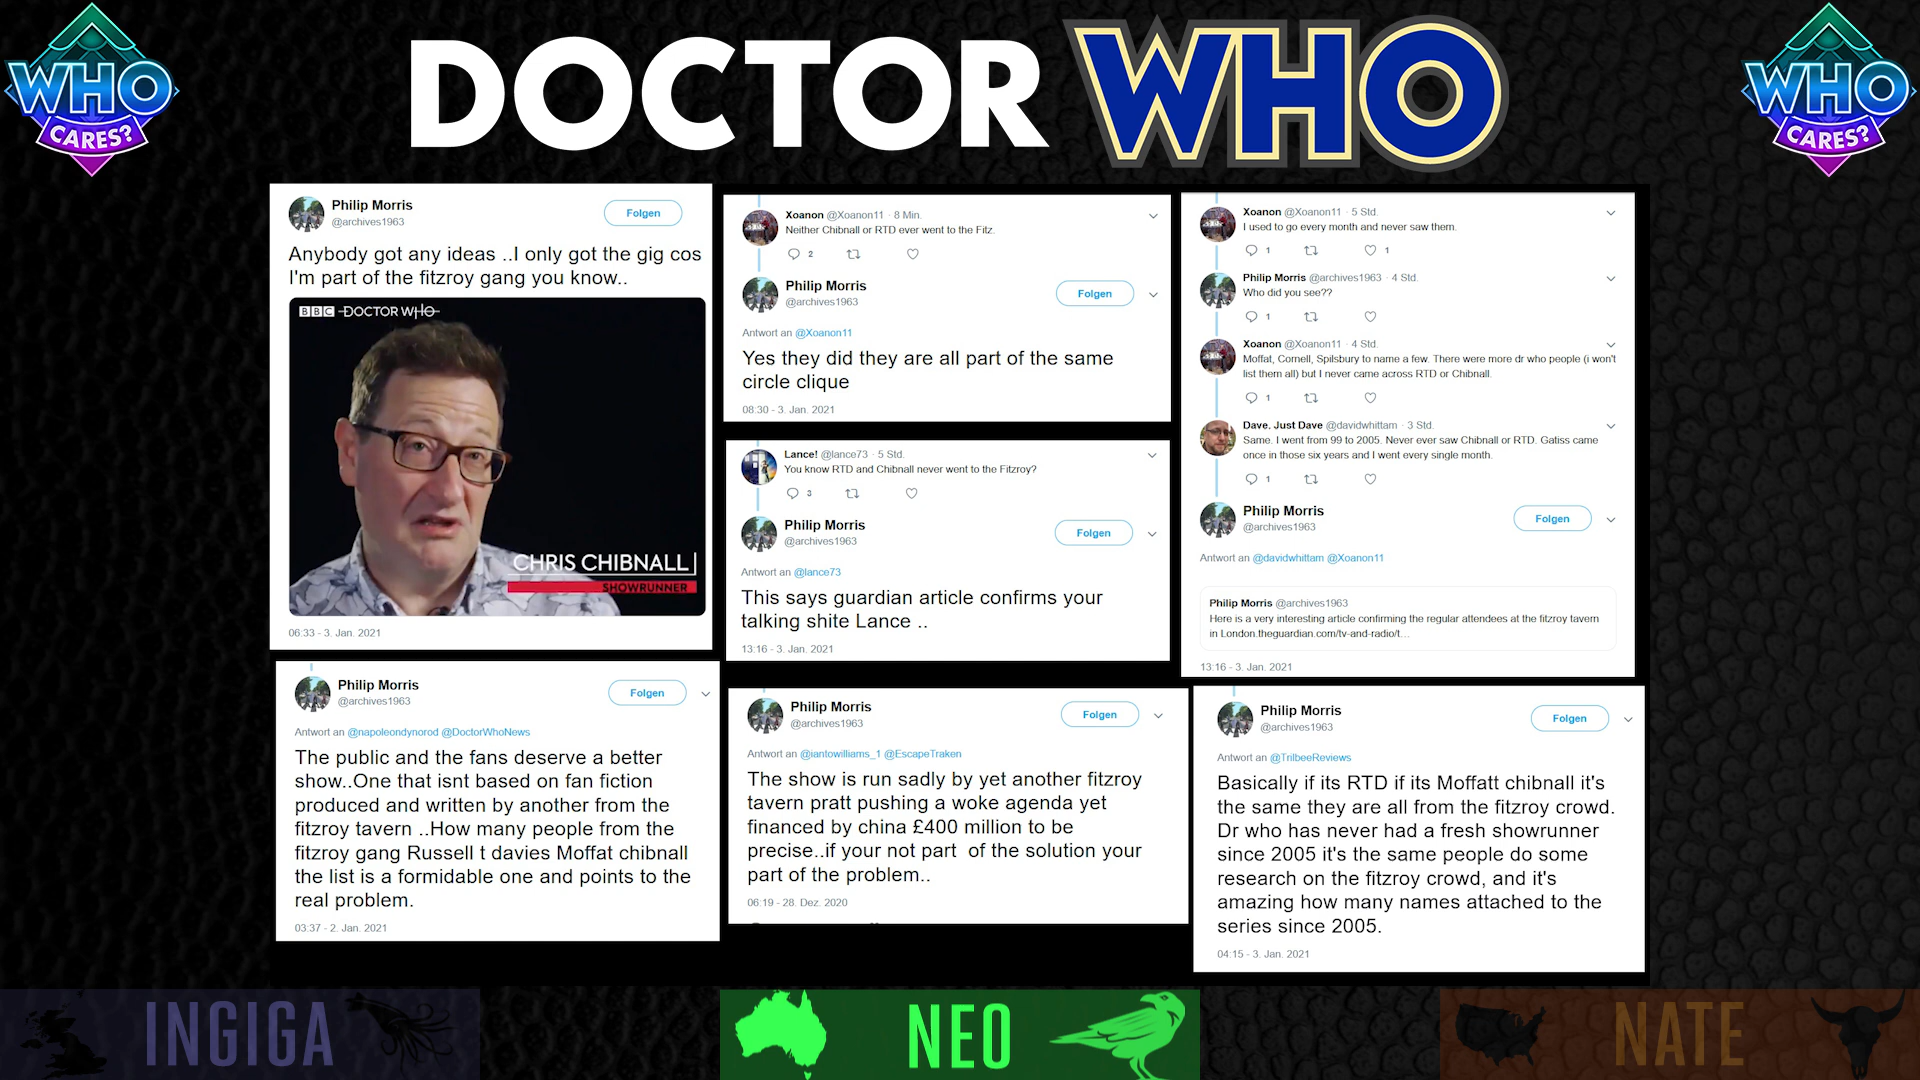 WHO
CARES?
DOCTOR WHO
WHO
CARES?
Philip Morris
@archives1963
Folgen
Anybody got any ideas ..I only got the gig cos
I'm part of the fitzroy gang you know..
BBC DOCTOR WHO
CHRIS CHIBNALL
SHOWRUNNER
06:33 - 3. Jan. 2021
Xoanon @Xoanon11 · 8 Min.
Neither Chibnall or RTD ever went to the Fitz.
2
Philip Morris
@archives1963
Folgen
Antwort an @Xoanon11
Yes they did they are all part of the same
circle clique
08:30 - 3. Jan. 2021
Lance! @lance73 · 5 Std.
You know RTD and Chibnall never went to the Fitzroy?
3
Philip Morris
@archives1963
Folgen
Antwort an @lance73
This says guardian article confirms your
talking shite Lance ..
13:16 - 3. Jan. 2021
Xoanon @Xoanon11 · 5 Std.
I used to go every month and never saw them.
1 1
Philip Morris @archives1963 · 4 Std.
Who did you see??
1
Xoanon @Xoanon11 · 4 Std.
Moffat, Cornell, Spilsbury to name a few. There were more dr who people (i won't
list them all) but I never came across RTD or Chibnall.
1
Dave. Just Dave @davidwhittam · 3 Std.
Same. I went from 99 to 2005. Never ever saw Chibnall or RTD. Gatiss came
once in those six years and I went every single month.
1
Philip Morris
@archives1963
Folgen
Antwort an @davidwhittam @Xoanon11
Philip Morris @archives1963
Here is a very interesting article confirming the regular attendees at the fitzroy tavern
in London.theguardian.com/tv-and-radio/t...
13:16 - 3. Jan. 2021
Philip Morris
@archives1963
Folgen
Antwort an @napoleondynorod @DoctorWhoNews
The public and the fans deserve a better
show..One that isnt based on fan fiction
produced and written by another from the
fitzroy tavern ..How many people from the
fitzroy gang Russell t davies Moffat chibnall
the list is a formidable one and points to the
real problem.
03:37 - 2. Jan. 2021
Philip Morris
@archives1963
Folgen
Antwort an @iantowilliams_1 @EscapeTraken
The show is run sadly by yet another fitzroy
tavern pratt pushing a woke agenda yet
financed by china £400 million to be
precise..if your not part of the solution your
part of the problem..
06:19 - 28. Dez. 2020
Philip Morris
@archives1963
Folgen
Antwort an @TrilbeeReviews
Basically if its RTD if its Moffatt chibnall it's
the same they are all from the fitzroy crowd.
Dr who has never had a fresh showrunner
since 2005 it's the same people do some
research on the fitzroy crowd, and it's
amazing how many names attached to the
series since 2005.
04:15 - 3. Jan. 2021
INGIGA
NEO
NATE